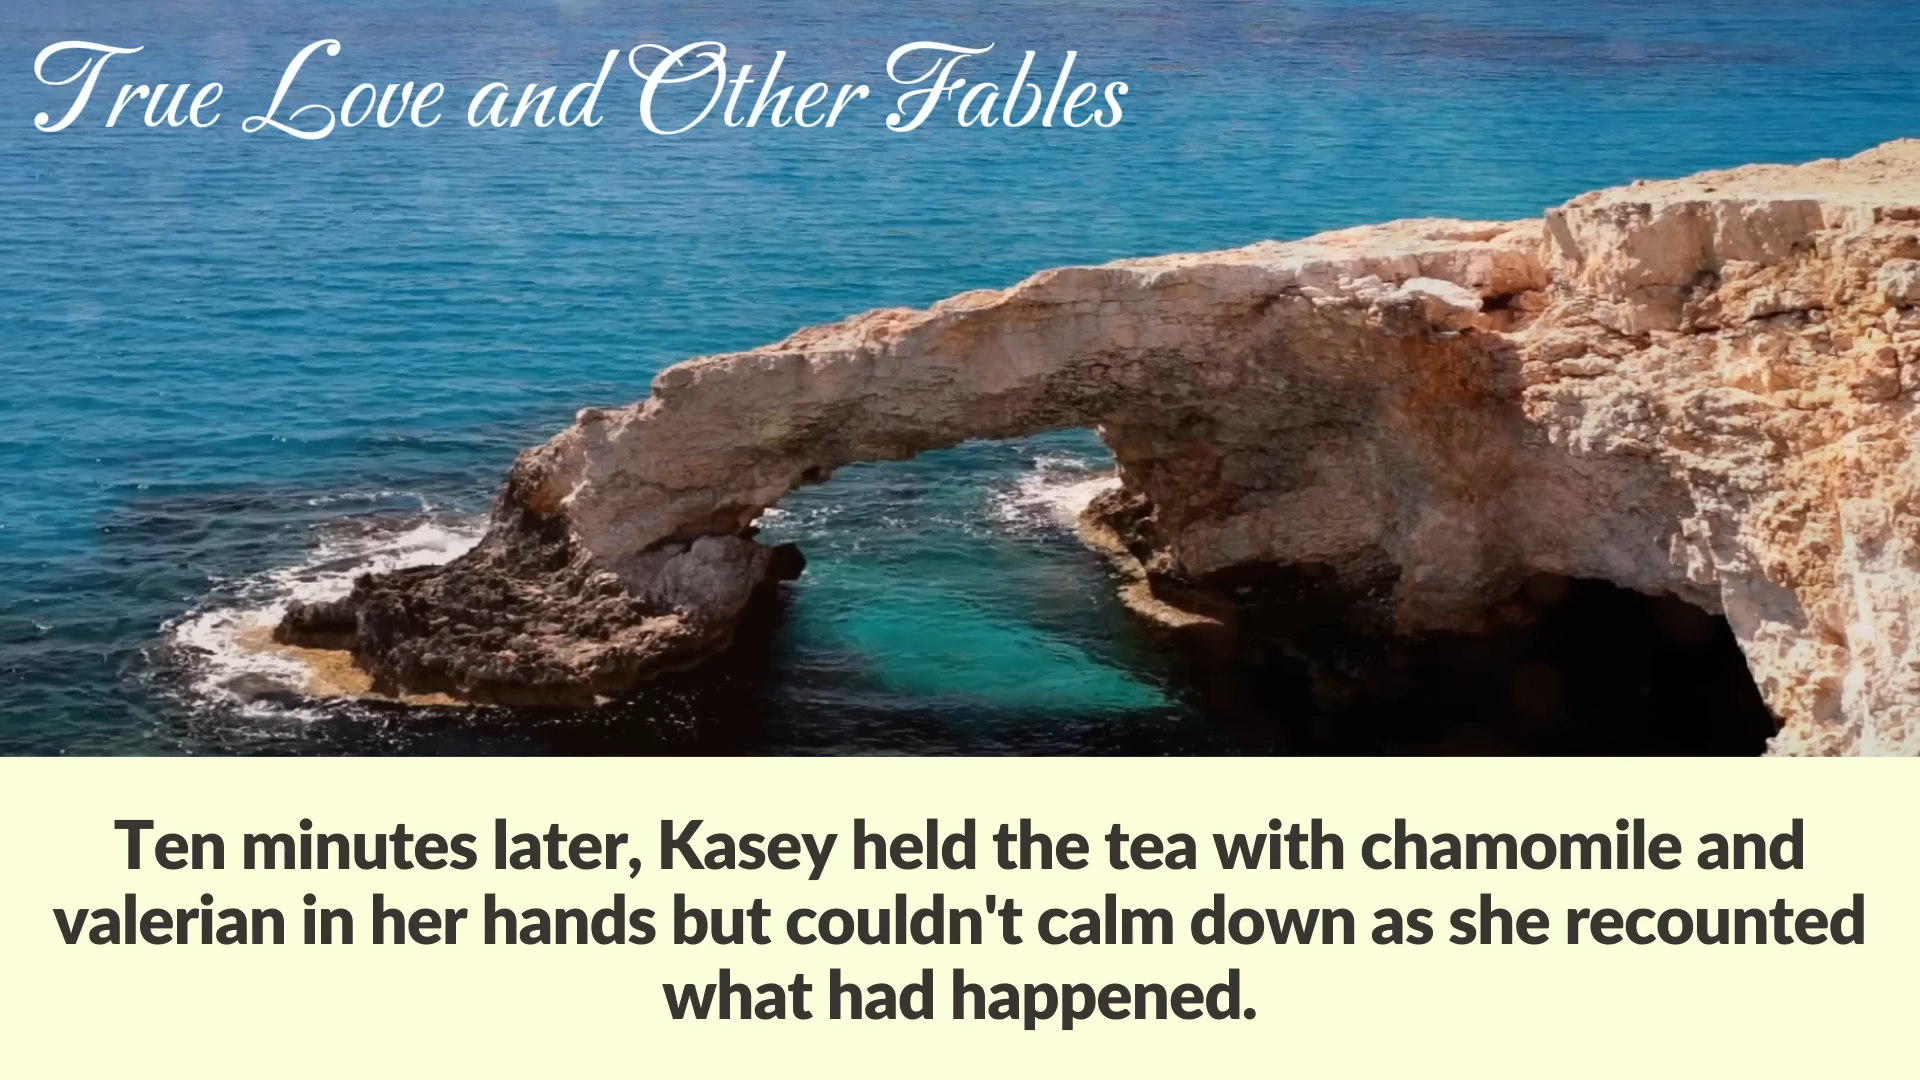 True Love and Other Fables
Ten minutes later, Kasey held the tea with chamomile and
valerian in her hands but couldn't calm down as she recounted
what had happened.